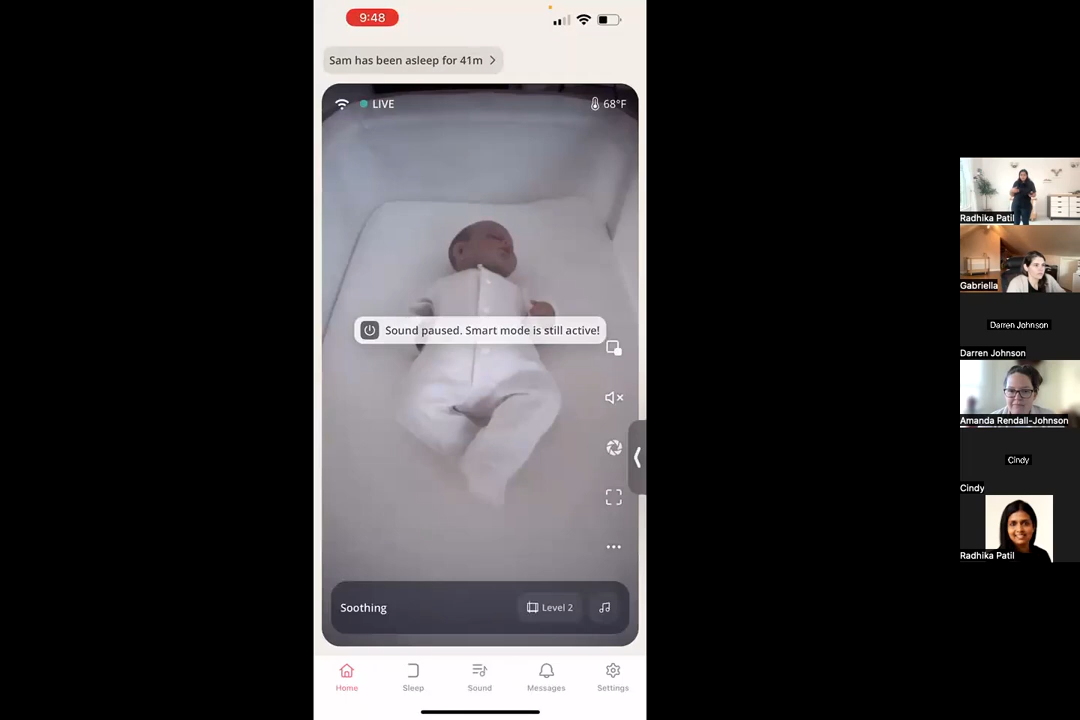 9:48
Sam has been asleep for 41m
LIVE
68°F
Sound paused. Smart mode is still active!
Soothing
Level 2
Home
Sleep
Sound
Messages
Settings
Radhika Patil
Gabriella
Darren Johnson
Darren Johnson
Amanda Rendall-Johnson
Cindy
Cindy
Radhika Patil